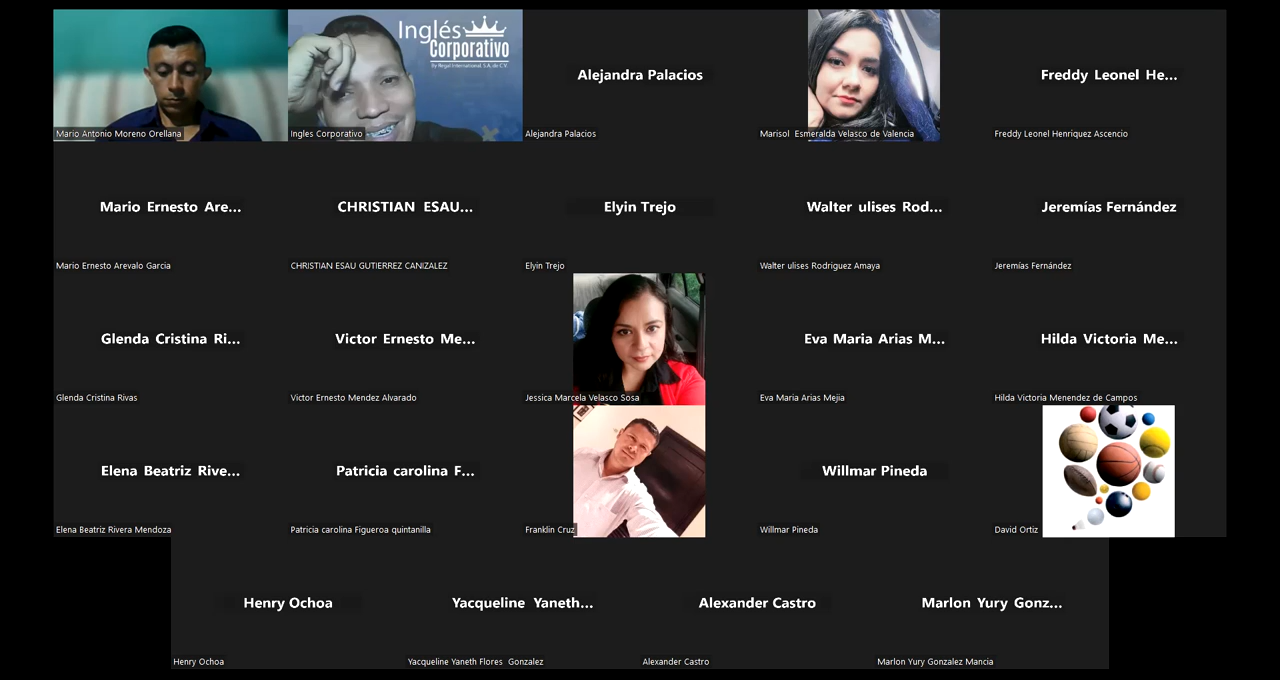 Inglés
Corporativo
By Regal International, S.A. de C.V.
Mario Antonio Moreno Orellana
Ingles Corporativo
Alejandra Palacios
Alejandra Palacios
Marisol Esmeralda Velasco de Valencia
Freddy Leonel He...
Freddy Leonel Henriquez Ascencio
Mario Ernesto Are...
Mario Ernesto Arevalo Garcia
CHRISTIAN ESAU...
CHRISTIAN ESAU GUTIERREZ CANIZALEZ
Elyin Trejo
Elyin Trejo
Walter ulises Rod...
Walter ulises Rodriguez Amaya
Jeremías Fernández
Jeremías Fernández
Glenda Cristina Ri...
Glenda Cristina Rivas
Victor Ernesto Me...
Victor Ernesto Mendez Alvarado
Jessica Marcela Velasco Sosa
Eva Maria Arias M...
Eva Maria Arias Mejia
Hilda Victoria Me...
Hilda Victoria Menendez de Campos
Elena Beatriz Rive...
Elena Beatriz Rivera Mendoza
Patricia carolina F...
Patricia carolina Figueroa quintanilla
Franklin Cruz
Willmar Pineda
Willmar Pineda
David Ortiz
Henry Ochoa
Henry Ochoa
Yacqueline Yaneth...
Yacqueline Yaneth Flores Gonzalez
Alexander Castro
Alexander Castro
Marlon Yury Gonz...
Marlon Yury Gonzalez Mancia